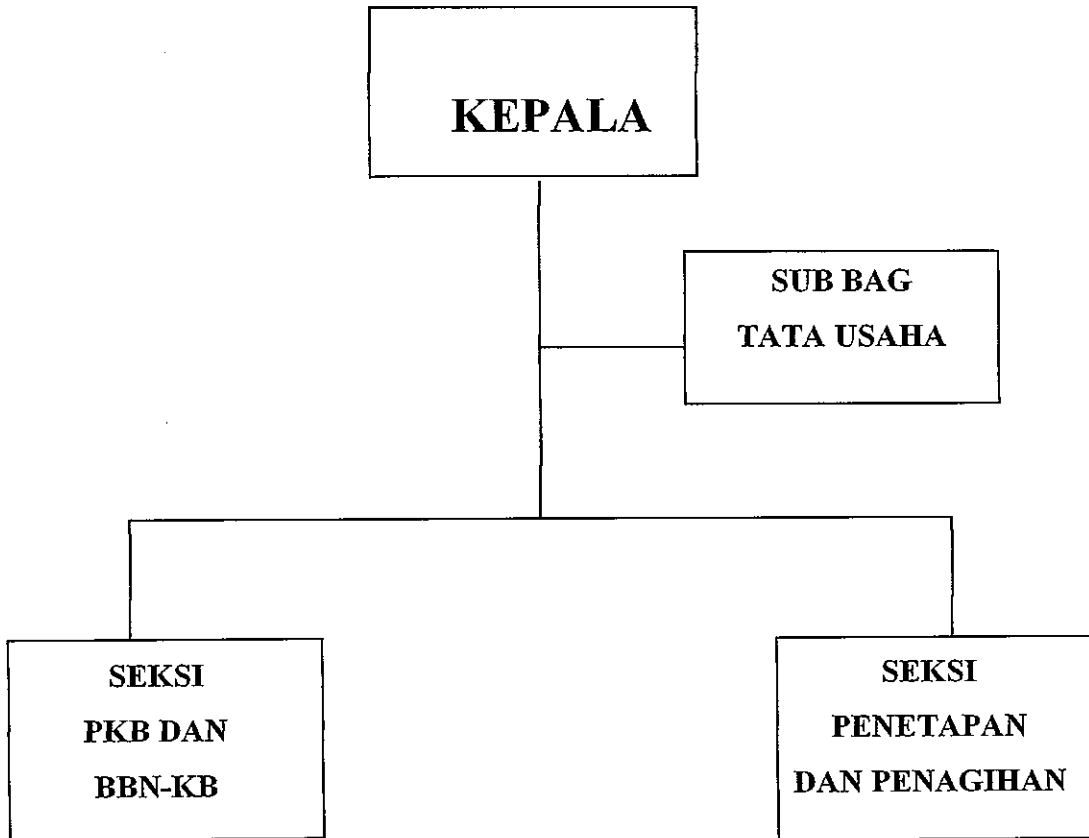 KEPALA
SUB BAG
TATA USAHA
SEKSI
PKB DAN
BBN-KB
SEKSI
PENETAPAN
DAN PENAGIHAN